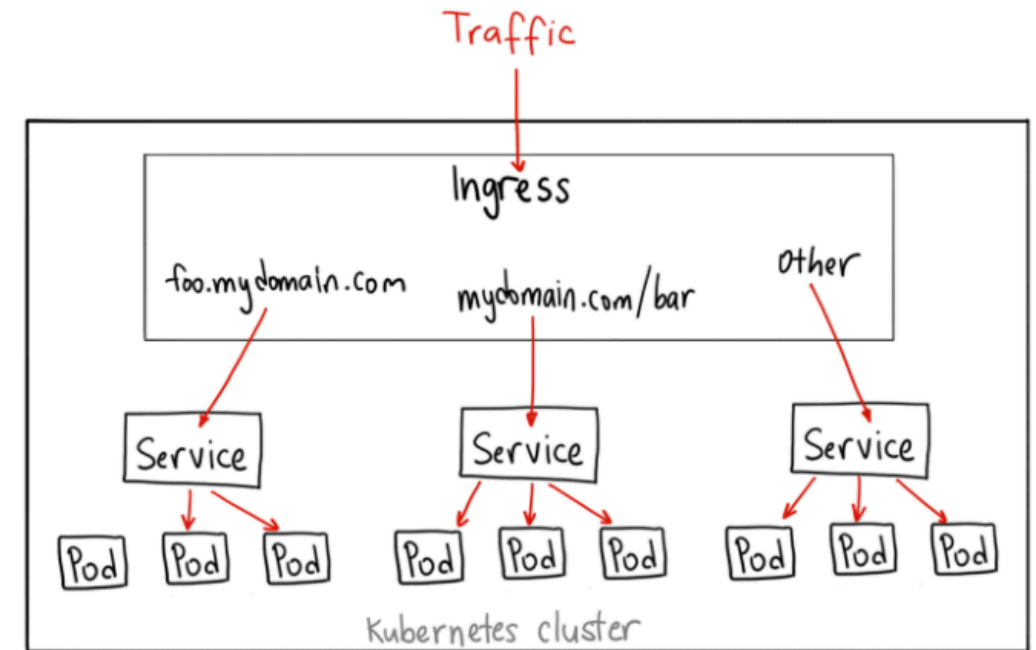 Traffic
Ingress
foo.mydomain.com
mydomain.com/bar
Other
Service
Service
Service
Pod
Pod
Pod
Pod
Pod
Pod
Pod
Pod
Pod
Kubernetes cluster